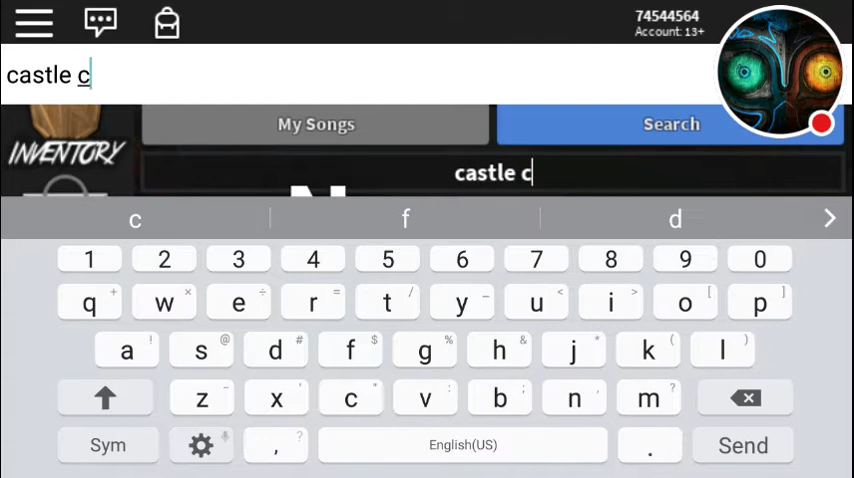 74544564
Account: 13+
castle c
My Songs
Search
INVENTORY
castle c
N
c f d
1 2 3 4 5 6 7 8 9 0
q + w × e ÷ r = t / y _ u < i > o [ p ]
a ! s @ d # f $ g % h & j * k ( l )
z - x ' c " v : b ; n , m ?
Sym , ? English(US) . Send